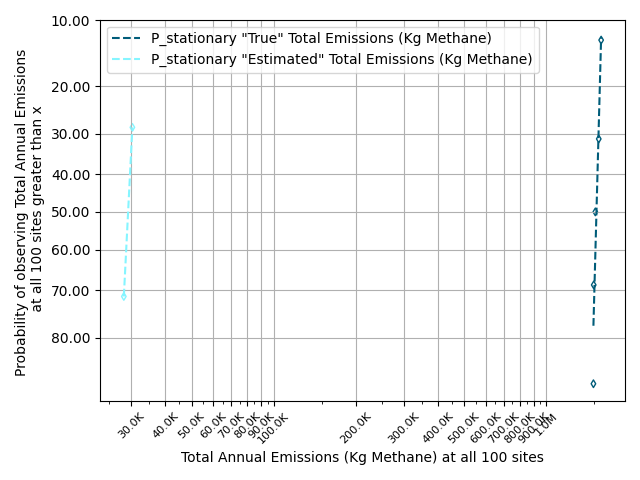 10.00
20.00
30.00
40.00
50.00
60.00
70.00
80.00
Probability of observing Total Annual Emissions
at all 100 sites greater than x
P_stationary "True" Total Emissions (Kg Methane)
P_stationary "Estimated" Total Emissions (Kg Methane)
30.0K
40.0K
50.0K
60.0K
70.0K
80.0K
90.0K
100.0K
200.0K
300.0K
400.0K
500.0K
600.0K
700.0K
800.0K
900.0K
1.0M
Total Annual Emissions (Kg Methane) at all 100 sites